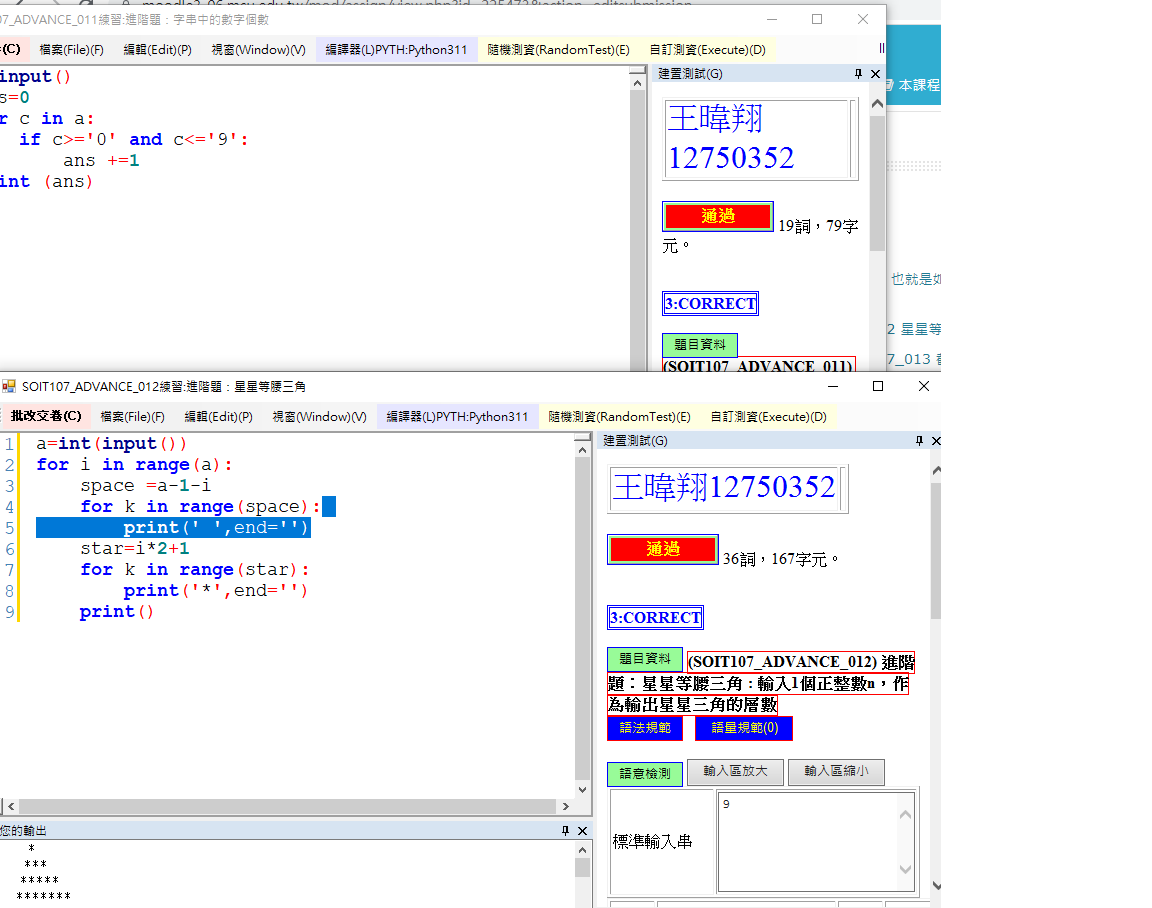 07_ADVANCE_011練習:進階題：字串中的數字個數
(C) 檔案(File)(F) 編輯(Edit)(P) 視窗(Window)(V) 編譯器(L)PYTH:Python311 隨機測資(RandomTest)(E) 自訂測資(Execute)(D)
input()
s=0
r c in a:
if c>='0' and c<='9':
ans +=1
int (ans)
建置測試(G)
王暐翔
12750352
通過 19詞，79字
元。
3:CORRECT
題目資料
(SOIT107_ADVANCE_011)
本課程
也就是如
2 星星等
7_013
SOIT107_ADVANCE_012練習:進階題：星星等腰三角
批改交卷(C) 檔案(File)(F) 編輯(Edit)(P) 視窗(Window)(V) 編譯器(L)PYTH:Python311 隨機測資(RandomTest)(E) 自訂測資(Execute)(D)
1 a=int(input())
2 for i in range(a):
3 space =a-1-i
4 for k in range(space):
5 print(' ',end='')
6 star=i*2+1
7 for k in range(star):
8 print('*',end='')
9 print()
建置測試(G)
王暐翔12750352
通過 36詞，167字元。
3:CORRECT
題目資料 (SOIT107_ADVANCE_012) 進階
題：星星等腰三角 : 輸入1個正整數n，作
為輸出星星三角的層數
語法規範 語量規範(0)
語意檢測 輸入區放大 輸入區縮小
標準輸入串 9
您的輸出
*
***
*****
*******